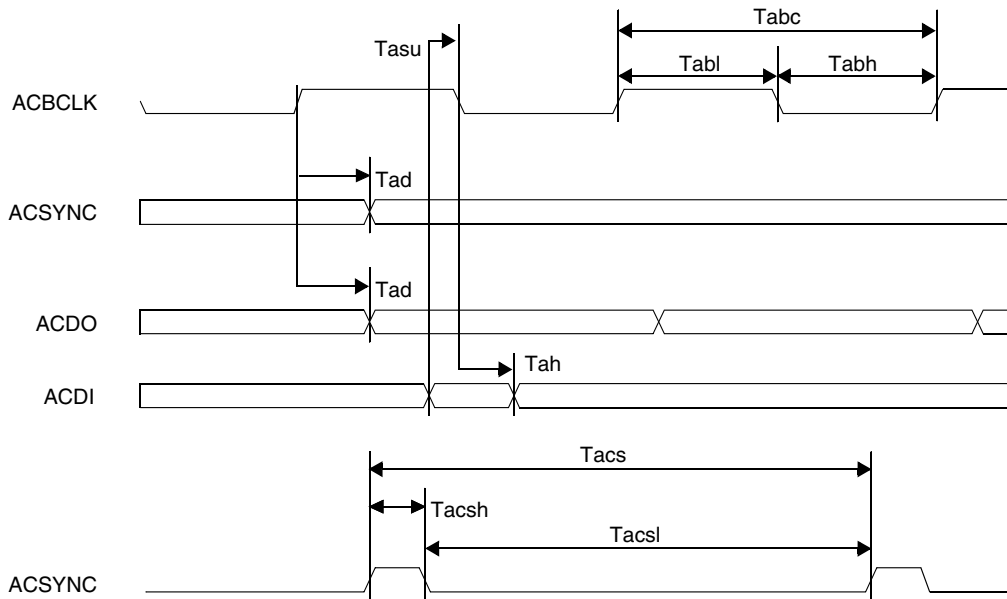 Tabc
Tasu
Tabl
Tabh
ACBCLK
Tad
ACSYNC
Tad
ACDO
Tah
ACDI
Tacs
Tacsh
Tacsl
ACSYNC